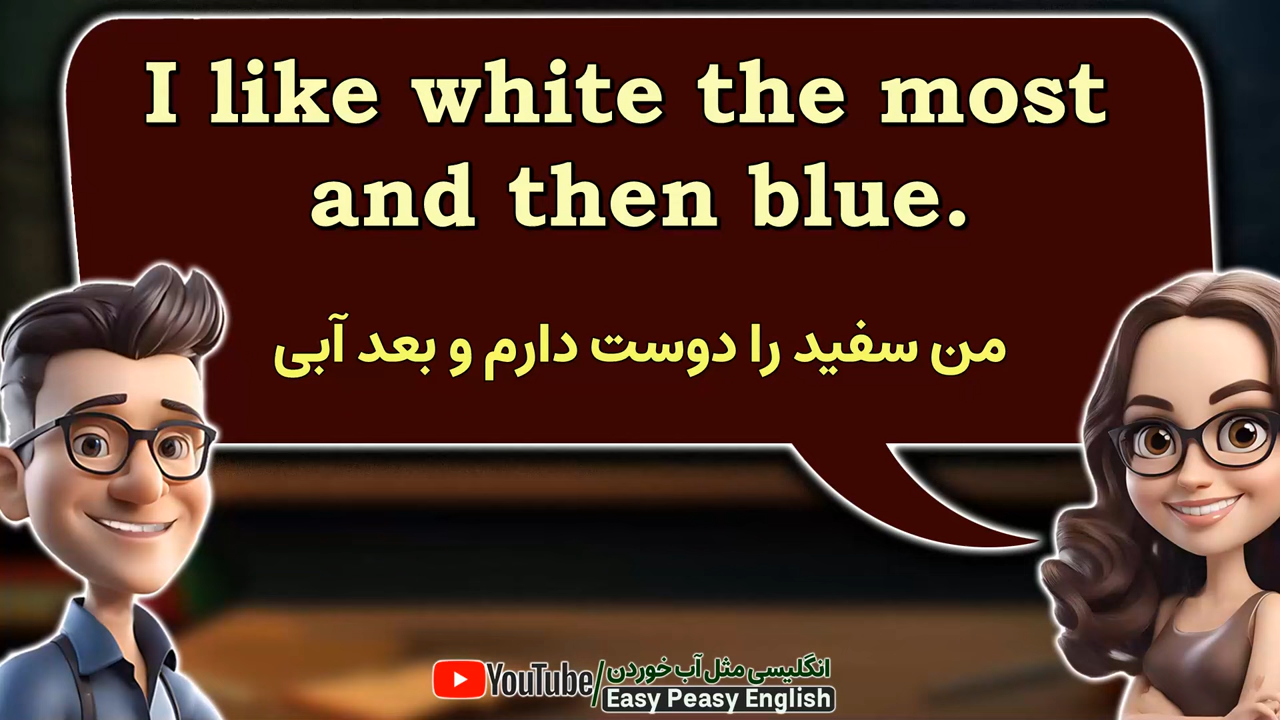 I like white the most
and then blue.
من سفید را دوست دارم و بعد آبی
YouTube/
انگلیسی مثل آب خوردن
Easy Peasy English